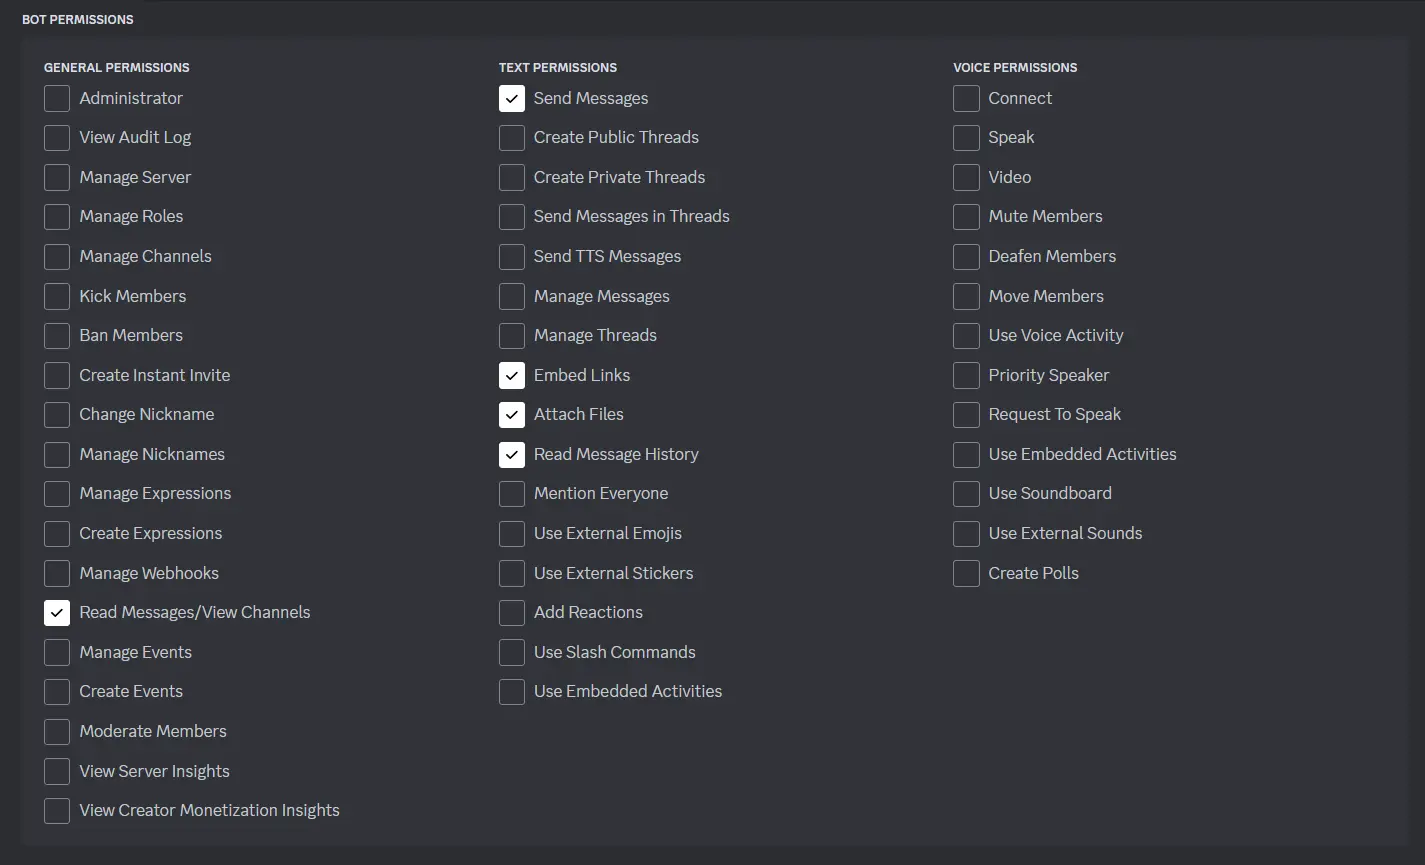 BOT PERMISSIONS
GENERAL PERMISSIONS
Administrator
View Audit Log
Manage Server
Manage Roles
Manage Channels
Kick Members
Ban Members
Create Instant Invite
Change Nickname
Manage Nicknames
Manage Expressions
Create Expressions
Manage Webhooks
Read Messages/View Channels
Manage Events
Create Events
Moderate Members
View Server Insights
View Creator Monetization Insights
TEXT PERMISSIONS
Send Messages
Create Public Threads
Create Private Threads
Send Messages in Threads
Send TTS Messages
Manage Messages
Manage Threads
Embed Links
Attach Files
Read Message History
Mention Everyone
Use External Emojis
Use External Stickers
Add Reactions
Use Slash Commands
Use Embedded Activities
VOICE PERMISSIONS
Connect
Speak
Video
Mute Members
Deafen Members
Move Members
Use Voice Activity
Priority Speaker
Request To Speak
Use Embedded Activities
Use Soundboard
Use External Sounds
Create Polls